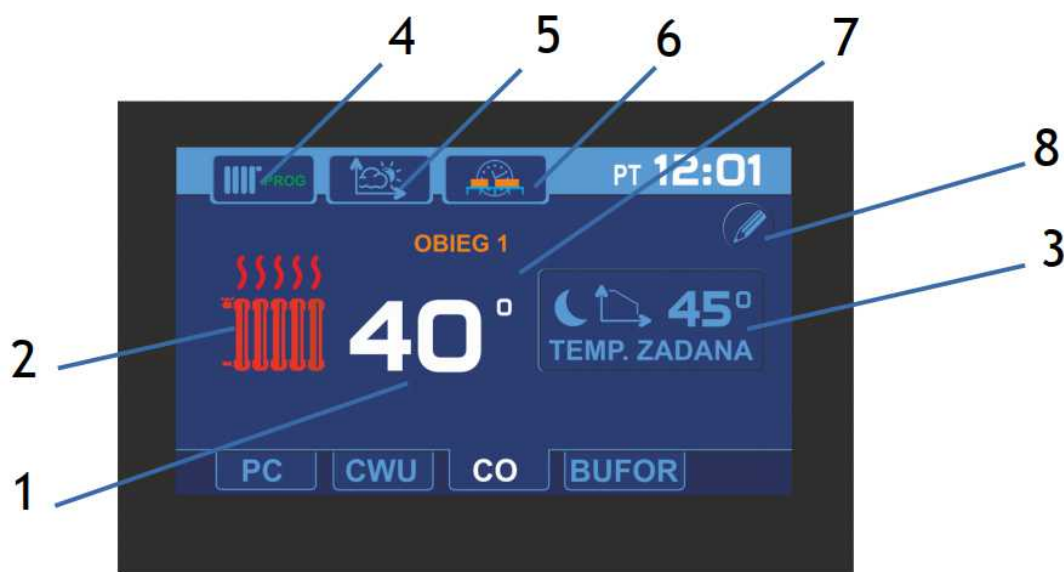 4 5 6 7
PROG PT 12:01
8
OBIEG 1
3
40° 45°
TEMP. ZADANA
2
1
PC CWU CO BUFOR